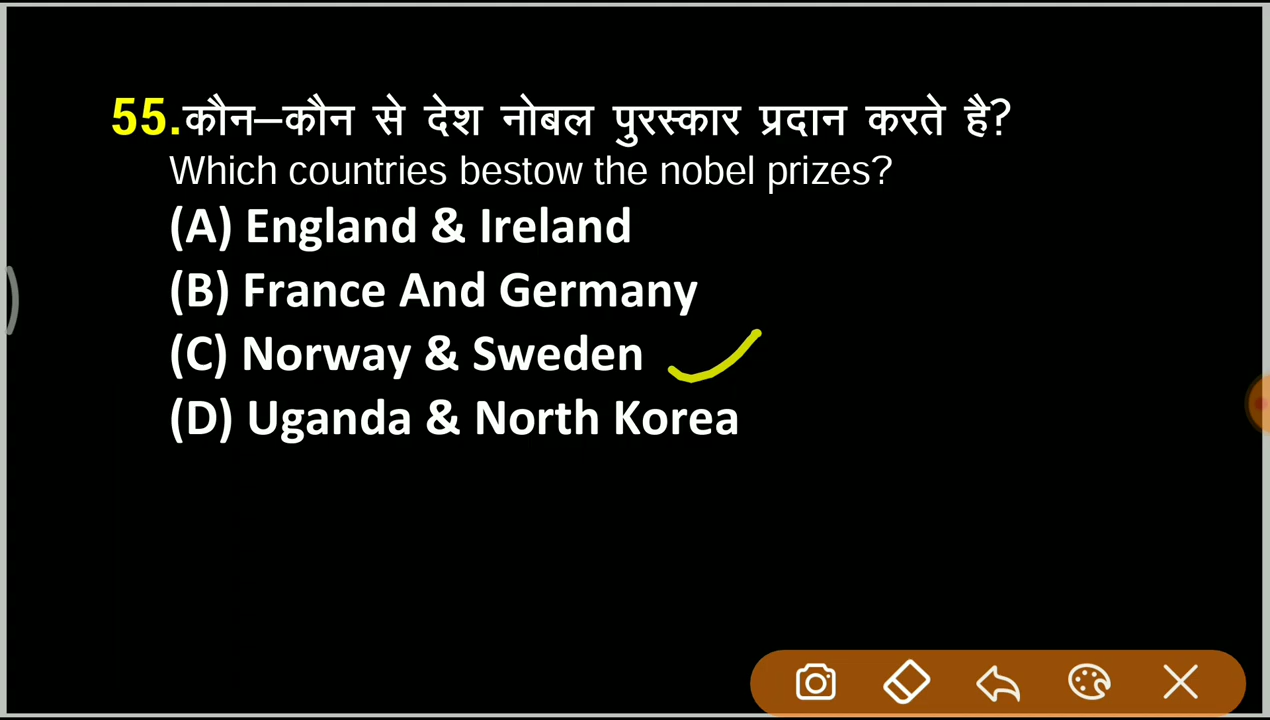 55.कौन–कौन से देश नोबल पुरस्कार प्रदान करते है?
Which countries bestow the nobel prizes?
(A) England & Ireland
(B) France And Germany
(C) Norway & Sweden
(D) Uganda & North Korea